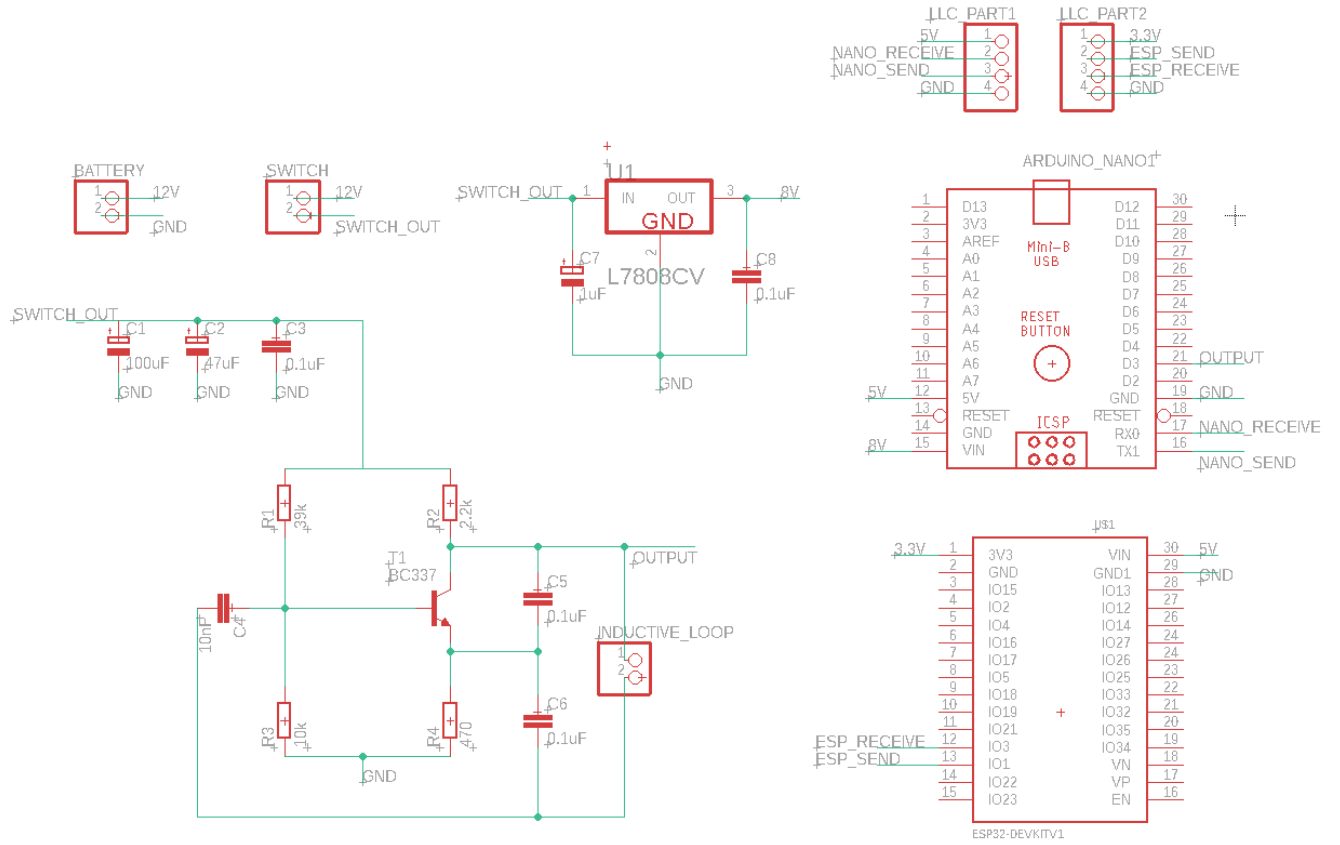 LLC_PART1
5V 1
NANO_RECEIVE 2
NANO_SEND 3
GND 4
LLC_PART2
1 3.3V
2 ESP_SEND
3 ESP_RECEIVE
4 GND
BATTERY
1 12V
2 GND
SWITCH
1 12V
2 SWITCH_OUT
U1
SWITCH_OUT 1 IN OUT 3 8V
GND
2
L7808CV
C7
1uF
C8
0.1uF
GND
SWITCH_OUT
C1
100uF
GND
C2
47uF
GND
C3
0.1uF
GND
R1
39k
R2
2.2k
T1
BC337
OUTPUT
C4
10nF
C5
0.1uF
INDUCTIVE_LOOP
1
2
C6
0.1uF
R3
10k
R4
470
GND
ARDUINO_NANO1
Mini-B
USB
RESET
BUTTON
ICSP
1 D13
2 3V3
3 AREF
4 A0
5 A1
6 A2
7 A3
8 A4
9 A5
10 A6
11 A7
5V 12 5V
13 RESET
14 GND
8V 15 VIN
D12 30
D11 29
D10 28
D9 27
D8 26
D7 25
D6 24
D5 23
D4 22
D3 21 OUTPUT
D2 20
GND 19 GND
RESET 18
RX0 17 NANO_RECEIVE
TX1 16 NANO_SEND
U$1
3.3V 1 3V3
2 GND
3 IO15
4 IO2
5 IO4
6 IO16
7 IO17
8 IO5
9 IO18
10 IO19
11 IO21
ESP_RECEIVE 12 IO3
ESP_SEND 13 IO1
14 IO22
15 IO23
VIN 30 5V
GND1 29 GND
IO13 28
IO12 27
IO14 26
IO27 24
IO26 24
IO25 23
IO33 22
IO32 21
IO35 20
IO34 19
VN 18
VP 17
EN 16
ESP32-DEVKITV1